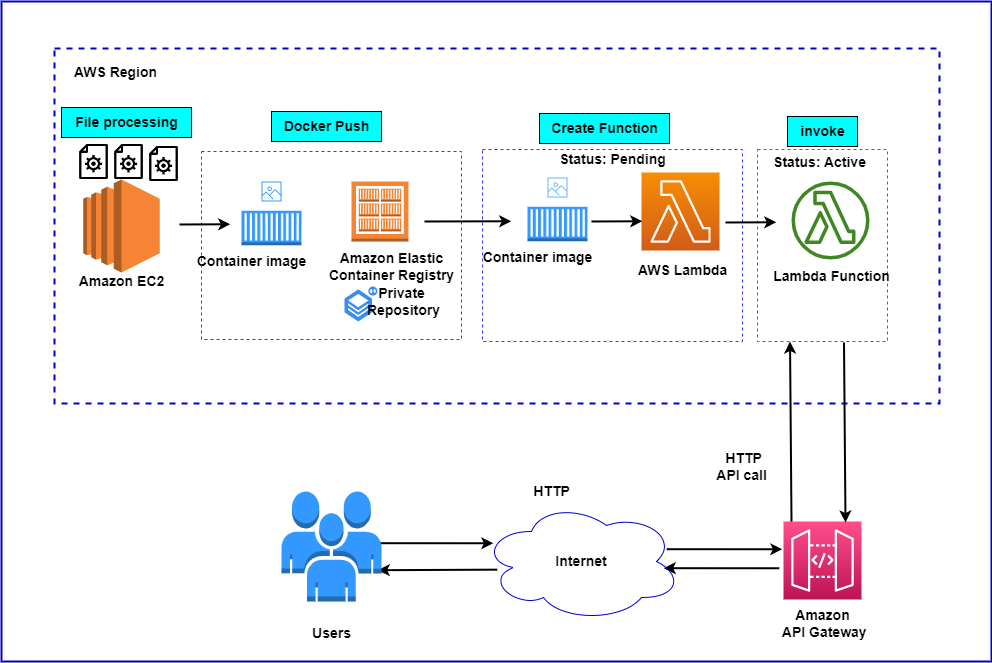 AWS Region
File processing
Docker Push
Create Function
invoke
Status: Pending
Status: Active
Container image
Amazon EC2
Amazon Elastic
Container Registry
Private
Repository
Container image
AWS Lambda
Lambda Function
HTTP
API call
HTTP
Internet
</>
Users
Amazon
API Gateway